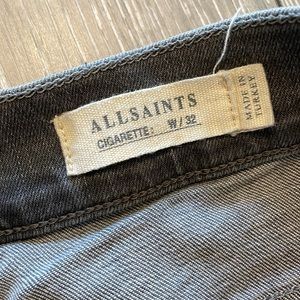 ALLSAINTS
CIGARETTE: W/32
MADE IN
TURKEY